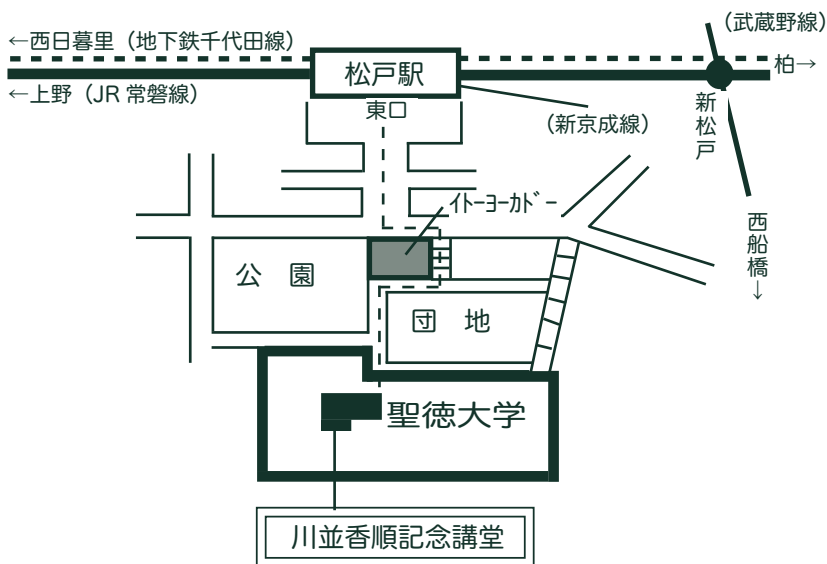 (武蔵野線)
←西日暮里(地下鉄千代田線)
松戸駅
柏→
←上野(JR 常磐線)
東口
(新京成線)
新松戸
イトーヨーカドー
西船橋↓
公 園
団 地
聖徳大学
川並香順記念講堂